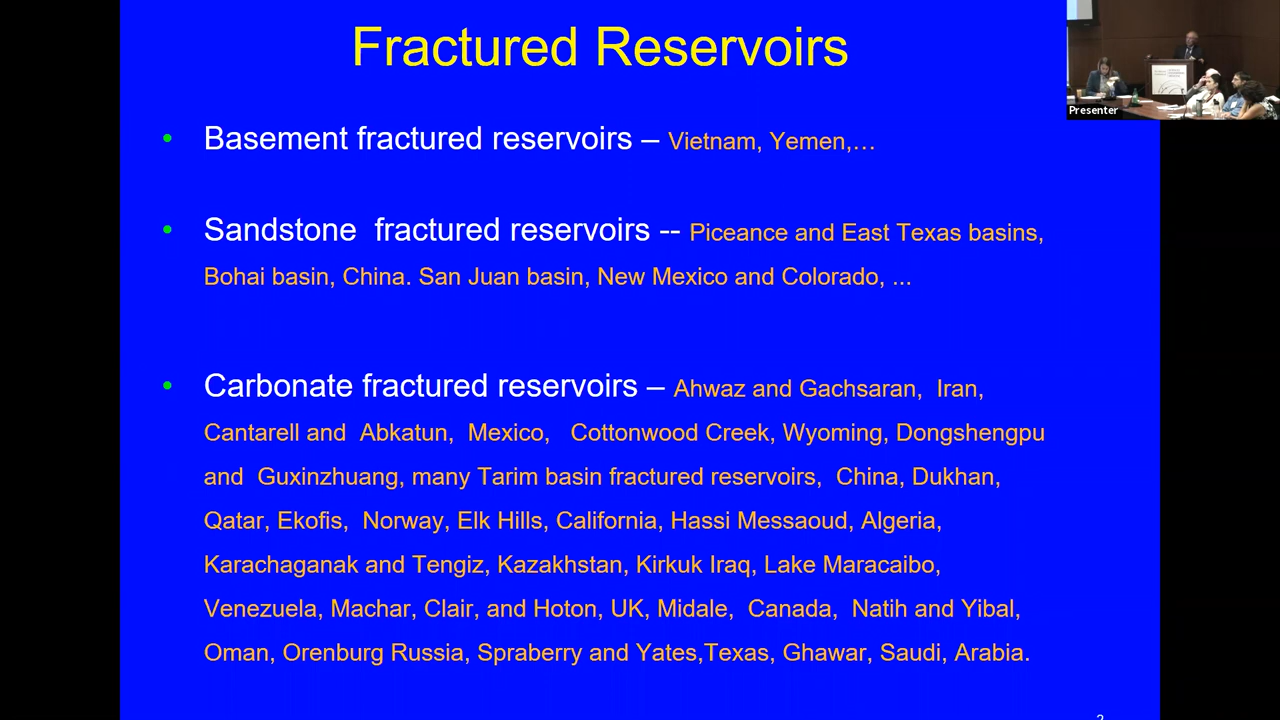 Fractured Reservoirs
Presenter
• Basement fractured reservoirs – Vietnam, Yemen,…
• Sandstone  fractured reservoirs -- Piceance and East Texas basins,
Bohai basin, China. San Juan basin, New Mexico and Colorado, ...
• Carbonate fractured reservoirs – Ahwaz and Gachsaran,  Iran,
Cantarell and  Abkatun,  Mexico,   Cottonwood Creek, Wyoming, Dongshengpu
and  Guxinzhuang, many Tarim basin fractured reservoirs,  China, Dukhan,
Qatar, Ekofis,  Norway, Elk Hills, California, Hassi Messaoud, Algeria,
Karachaganak and Tengiz, Kazakhstan, Kirkuk Iraq, Lake Maracaibo,
Venezuela, Machar, Clair, and Hoton, UK, Midale,  Canada,  Natih and Yibal,
Oman, Orenburg Russia, Spraberry and Yates,Texas, Ghawar, Saudi, Arabia.
2